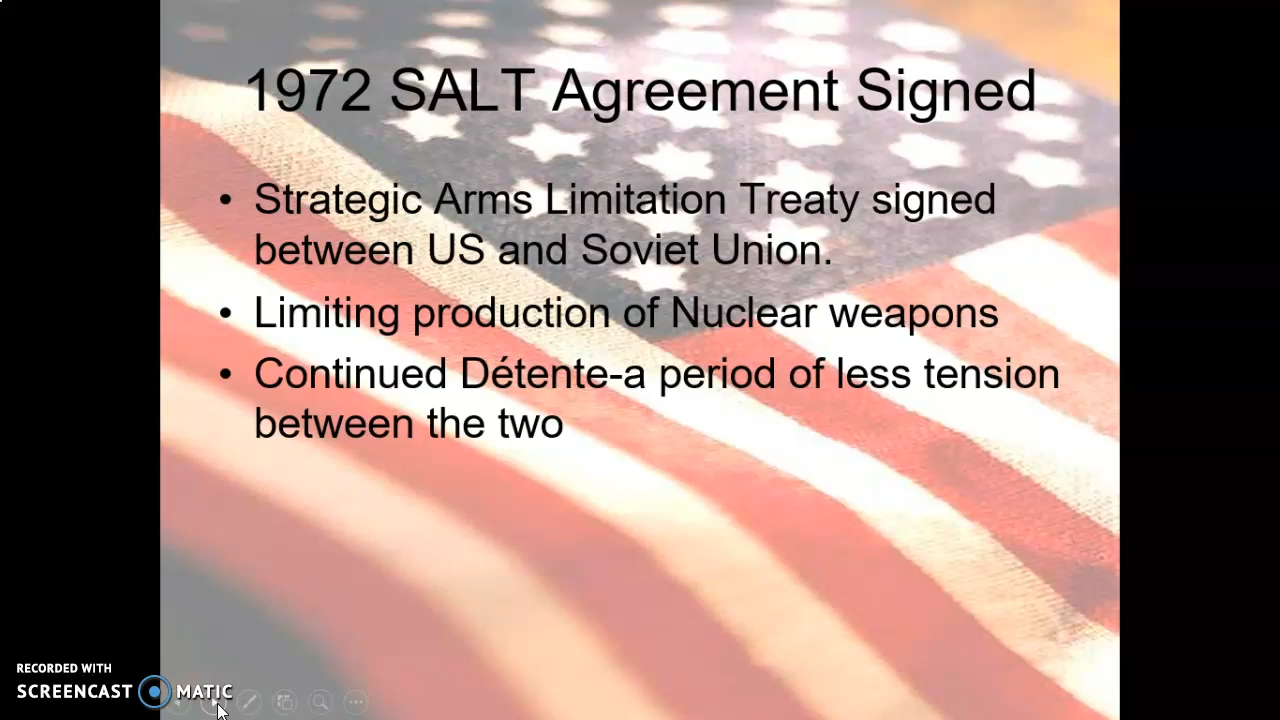 1972 SALT Agreement Signed
• Strategic Arms Limitation Treaty signed
between US and Soviet Union.
• Limiting production of Nuclear weapons
• Continued Détente-a period of less tension
between the two
RECORDED WITH
SCREENCAST MATIC